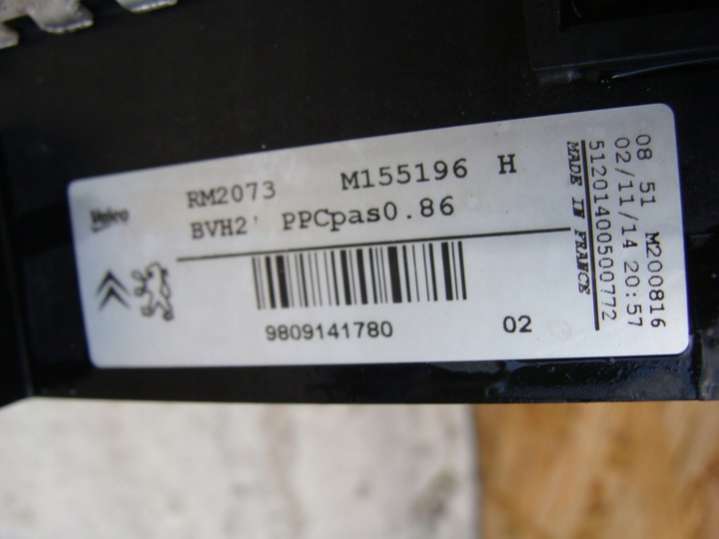 Valeo
RM2073 M155196 H
BVH2' PPCpas0.86
9809141780 02
MADE IN FRANCE
51201400500772
02/11/14 20:57
08 51 M200816